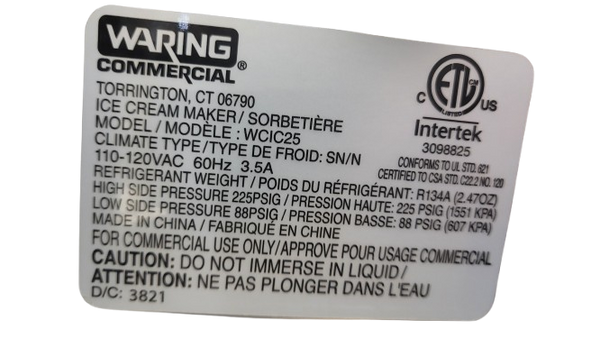 WARING
COMMERCIAL®
TORRINGTON, CT 06790
ICE CREAM MAKER/ SORBETIÈRE
MODEL / MODÈLE : WCIC25
CLIMATE TYPE/ TYPE DE FROID: SN/N
110-120VAC 60Hz 3.5A
REFRIGERANT WEIGHT / POIDS DU RÉFRIGÉRANT: R134A (2.47OZ)
HIGH SIDE PRESSURE 225PSIG / PRESSION HAUTE: 225 PSIG (1551 KPA)
LOW SIDE PRESSURE 88PSIG / PRESSION BASSE: 88 PSIG (607 KPA)
MADE IN CHINA / FABRIQUÉ EN CHINE
FOR COMMERCIAL USE ONLY/APPROVE POUR USAGE COMMERCIAL
CAUTION: DO NOT IMMERSE IN LIQUID /
ATTENTION: NE PAS PLONGER DANS L'EAU
D/C: 3821
ETL CM
LISTED
C US
Intertek
3098825
CONFORMS TO UL STD. 621
CERTIFIED TO CSA STD. C22.2 NO. 120